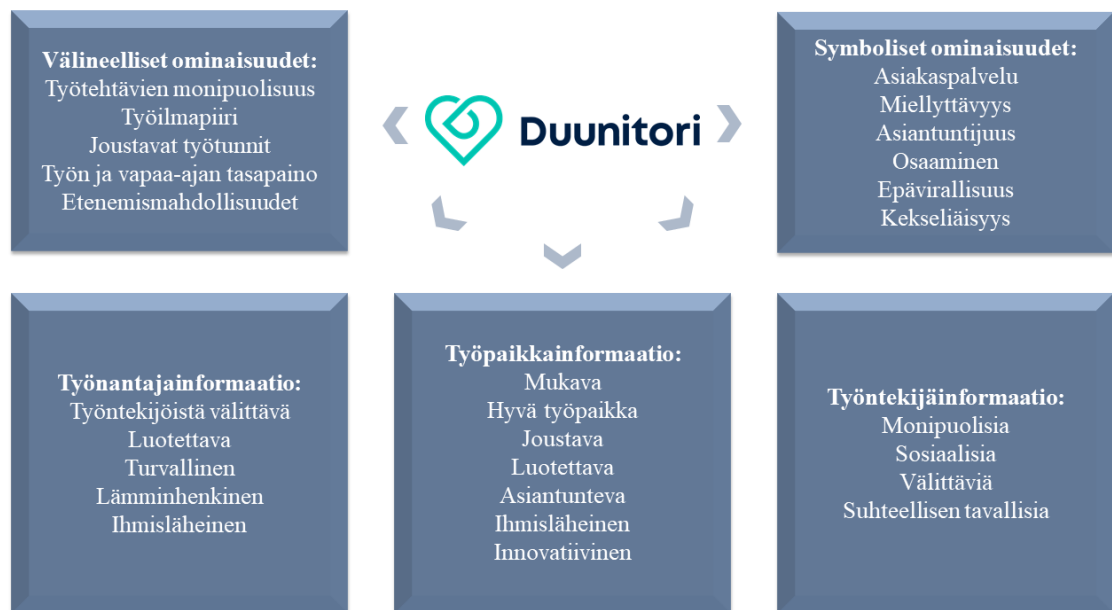 Välineelliset ominaisuudet:
Työtehtävien monipuolisuus
Työilmapiiri
Joustavat työtunnit
Työn ja vapaa-ajan tasapaino
Etenemismahdollisuudet
Duunitori
Symboliset ominaisuudet:
Asiakaspalvelu
Miellyttävyys
Asiantuntijuus
Osaaminen
Epävirallisuus
Kekseliäisyys
Työnantajainformaatio:
Työntekijöistä välittävä
Luotettava
Turvallinen
Lämminhenkinen
Ihmisläheinen
Työpaikkainformaatio:
Mukava
Hyvä työpaikka
Joustava
Luotettava
Asiantunteva
Ihmisläheinen
Innovatiivinen
Työntekijäinformaatio:
Monipuolisia
Sosiaalisia
Välittäviä
Suhteellisen tavallisia